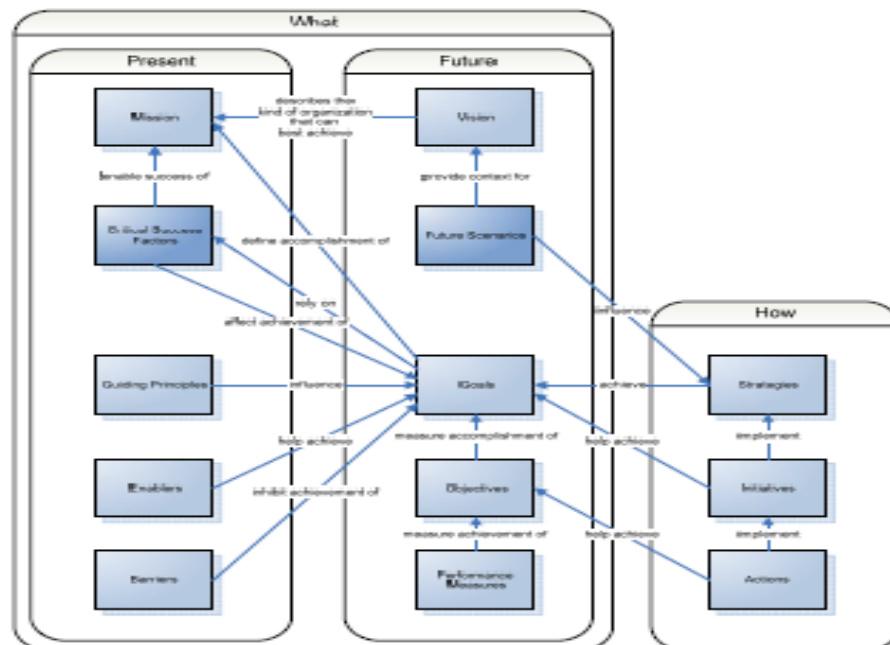 What
Present
Future
Mission
describes the
kind of organization
that can
best achieve
Vision
enable success of
provide context for
Critical Success
Factors
define accomplishment of
Future Scenarios
rely on
affect achievement of
influence
How
Guiding Principles
influence
Goals
achieve
Strategies
help achieve
measure accomplishment of
help achieve
implement
Enablers
inhibit achievement of
Objectives
Initiatives
measure achievement of
help achieve
implement
Barriers
Performance
Measures
Actions